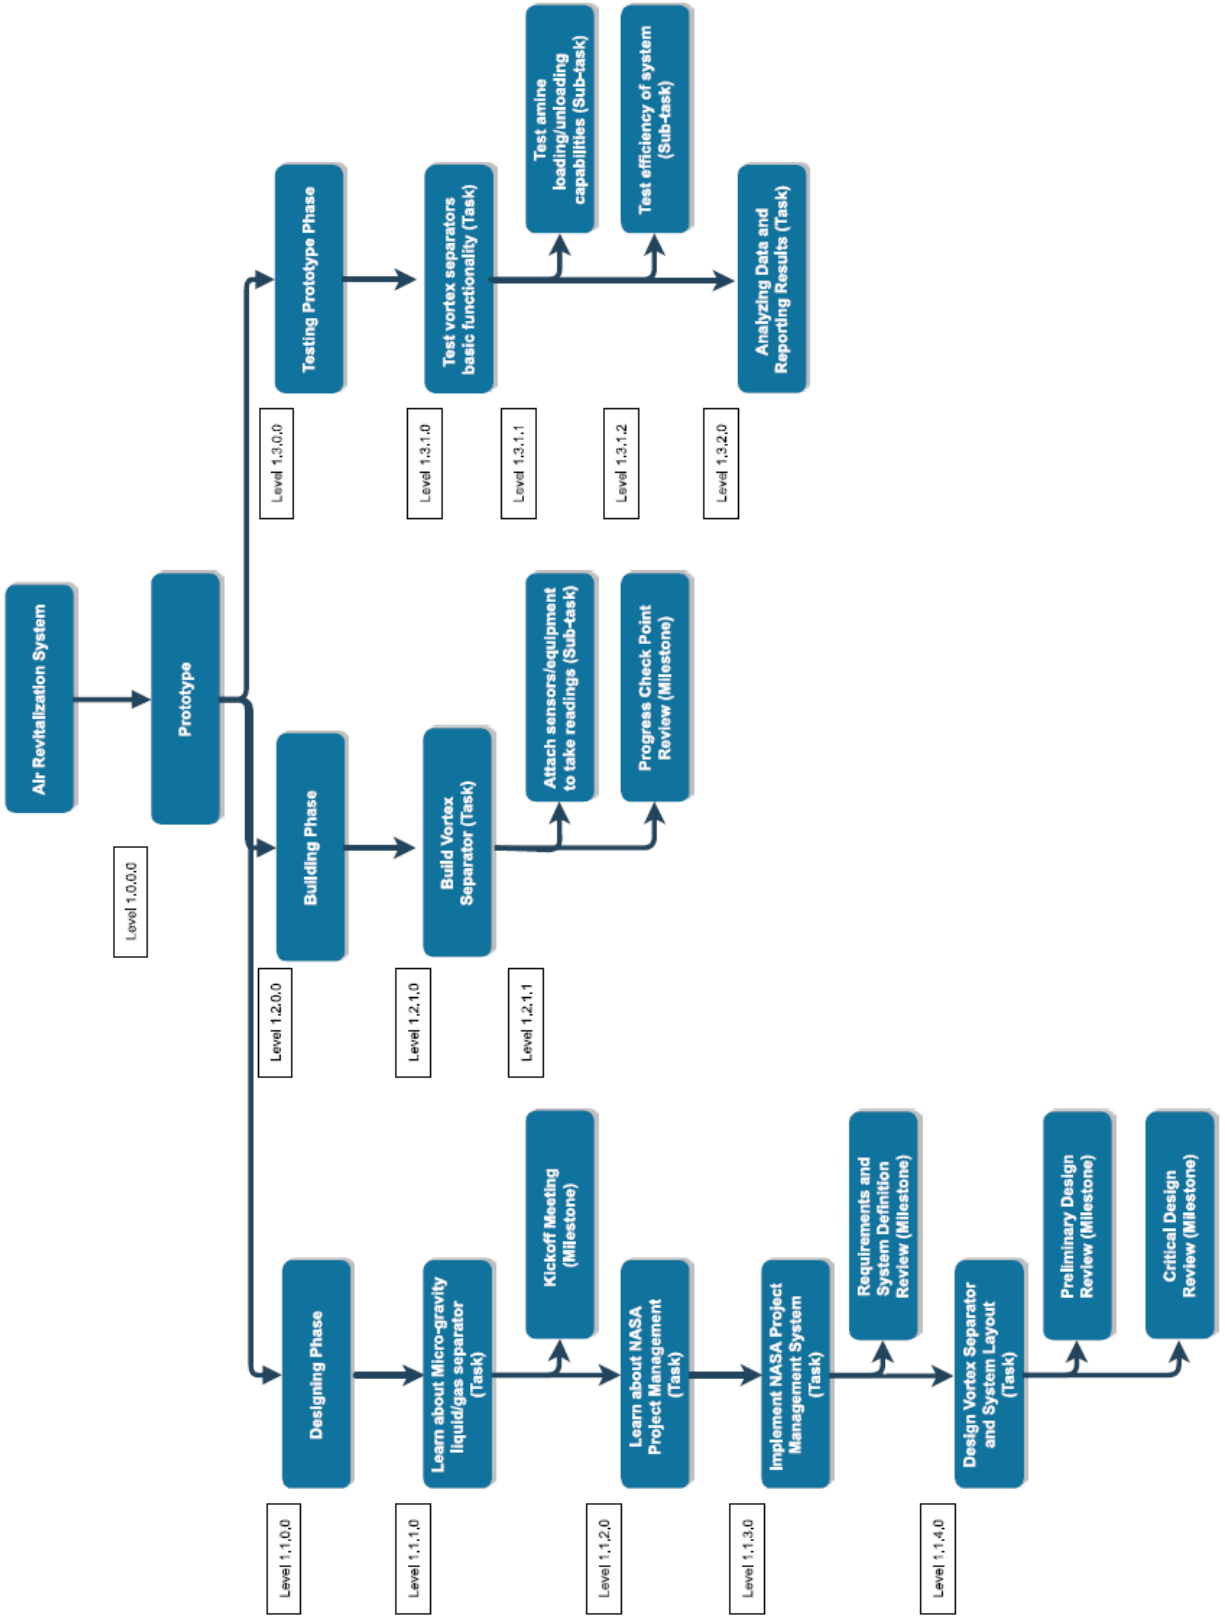 Air Revitalization System
Level 1.0.0.0
Prototype
Level 1.1.0.0
Designing Phase
Level 1.1.1.0
Learn about Micro-gravity
liquid/gas separator
(Task)
Kickoff Meeting
(Milestone)
Level 1.1.2.0
Learn about NASA
Project Management
(Task)
Level 1.1.3.0
Implement NASA Project
Management System
(Task)
Requirements and
System Definition
Review (Milestone)
Level 1.1.4.0
Design Vortex Separator
and System Layout
(Task)
Preliminary Design
Review (Milestone)
Critical Design
Review (Milestone)
Level 1.2.0.0
Building Phase
Level 1.2.1.0
Build Vortex
Separator (Task)
Level 1.2.1.1
Attach sensors/equipment
to take readings (Sub-task)
Progress Check Point
Review (Milestone)
Level 1.3.0.0
Testing Prototype Phase
Level 1.3.1.0
Test vortex separators
basic functionality (Task)
Level 1.3.1.1
Test amine
loading/unloading
capabilities (Sub-task)
Level 1.3.1.2
Test efficiency of system
(Sub-task)
Level 1.3.2.0
Analyzing Data and
Reporting Results (Task)